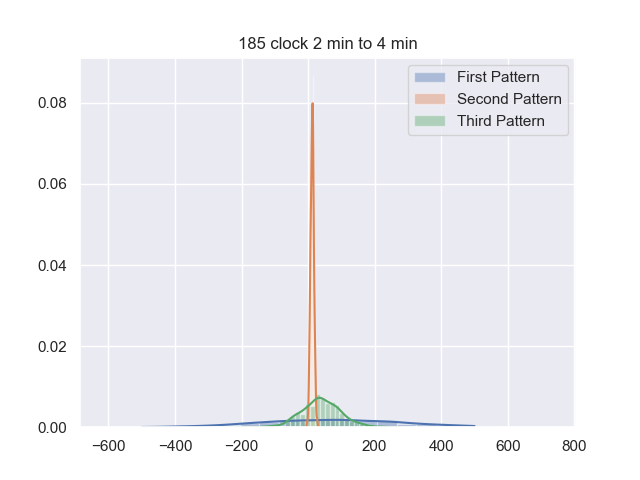 185 clock 2 min to 4 min
First Pattern
Second Pattern
Third Pattern
0.08
0.06
0.04
0.02
0.00
−600 −400 −200 0 200 400 600 800